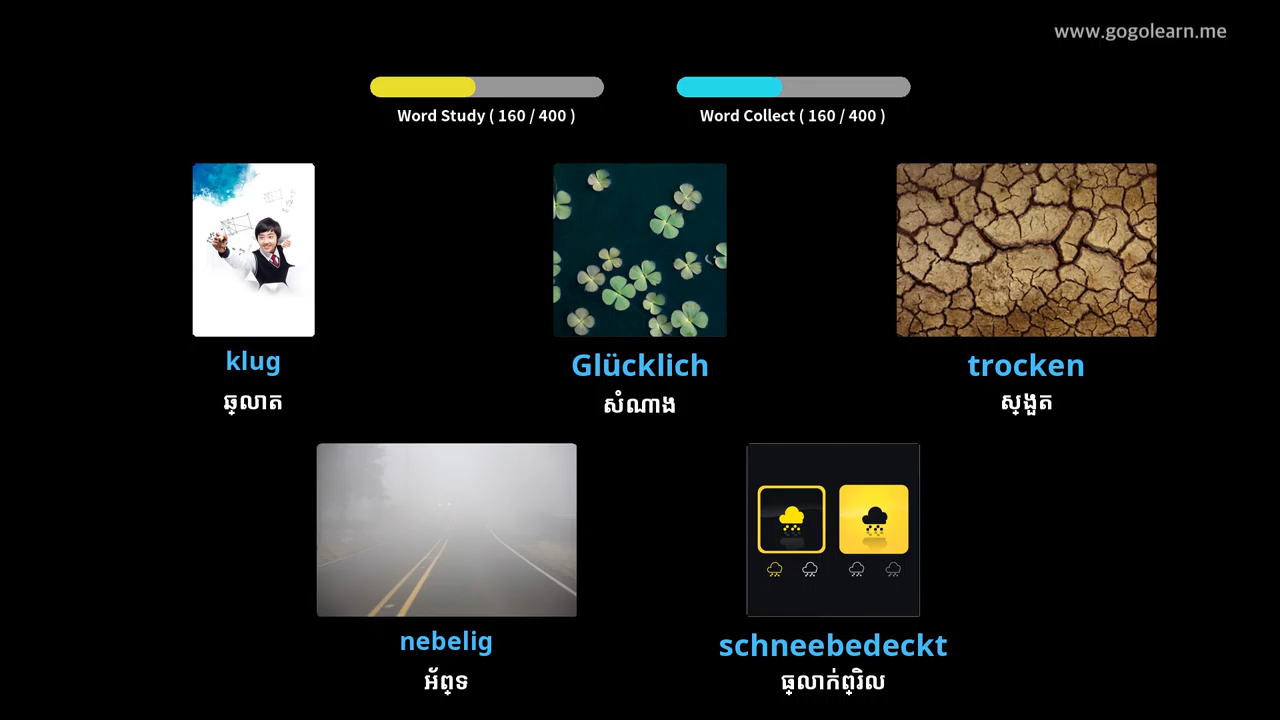 www.gogolearn.me
Word Study ( 160 / 400 )
Word Collect ( 160 / 400 )
klug
ឆ្លាត
Glücklich
សំណាង
trocken
ស្ងួត
nebelig
អ័ព្ទ
schneebedeckt
ធ្លាក់ព្រិល